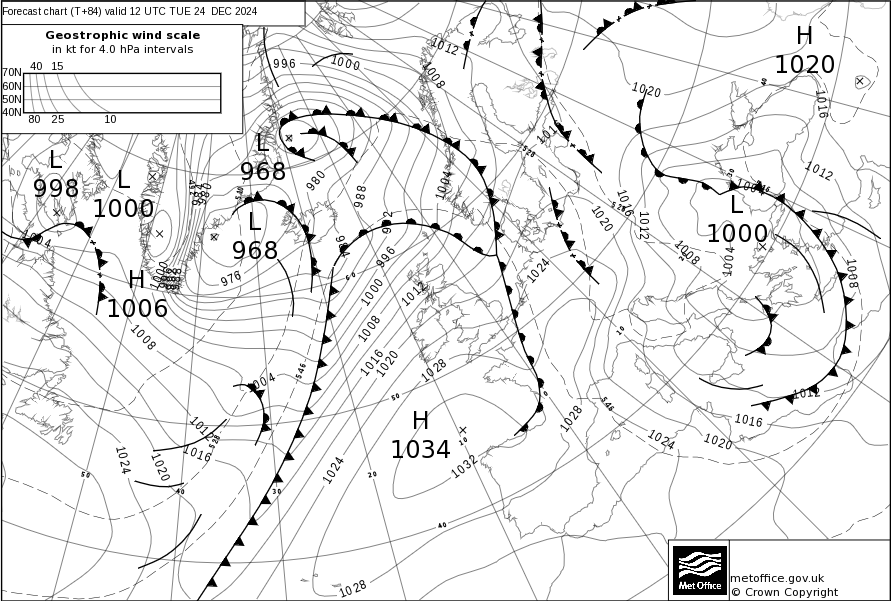 Forecast chart (T+84) valid 12 UTC TUE 24 DEC 2024
Geostrophic wind scale
in kt for 4.0 hPa intervals
40 15
70N
60N
50N
40N
80 25 10
996 1000 1012 1008
H
1020
1020 1016
L
968
L
998
L
1000
980 988 1004 1012
L
968
L
1000
H
1006
1004 976 992 996 1000 1012 1024 1020 1016 1012 1008 1004 1008
1008 1008 1016 1020 1028
1004 546 50 546 1012
H
1034
1028 1016 1020 1024
1012 1016 528 1032
1024 1020 1024
50 40 30 20 10 40
1028
Met Office
metoffice.gov.uk
© Crown Copyright